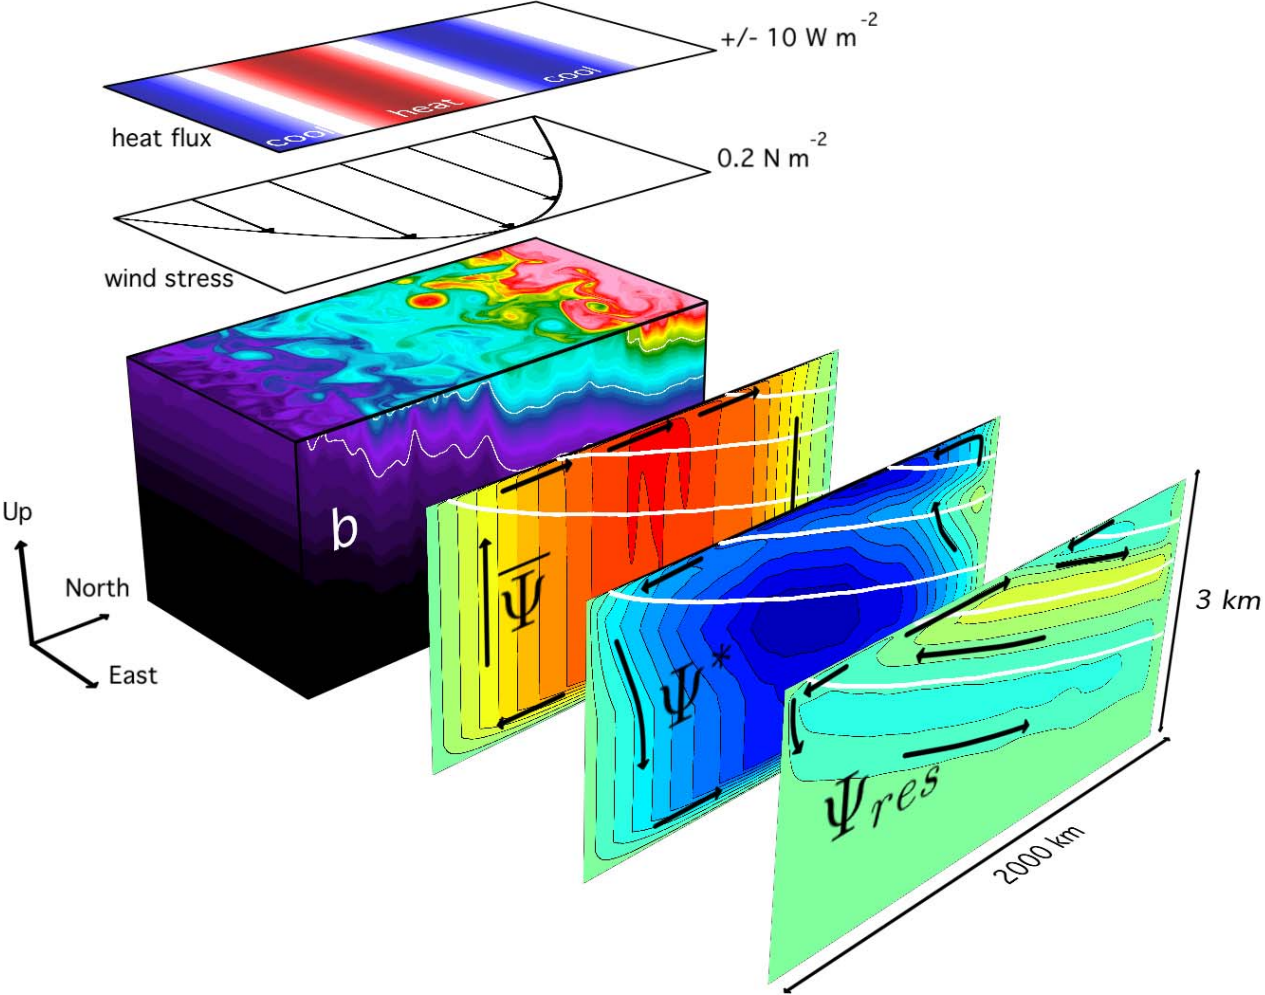 +/- 10 W m⁻²
cool
heat
cool
heat flux
0.2 N m⁻²
wind stress
b
Up
North
East
Ψ̅
Ψ*
Ψres
3 km
2000 km